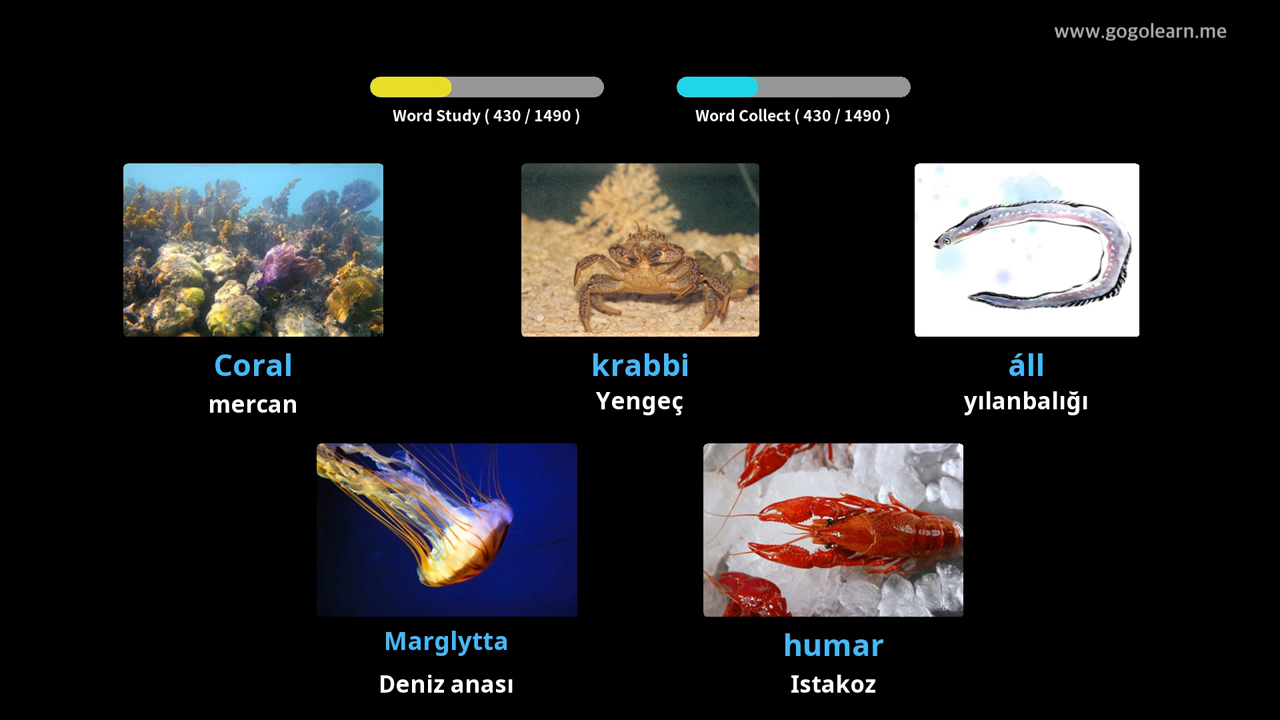 www.gogolearn.me
Word Study ( 430 / 1490 )
Word Collect ( 430 / 1490 )
Coral
mercan
krabbi
Yengeç
áll
yılanbalığı
Marglytta
Deniz anası
humar
Istakoz